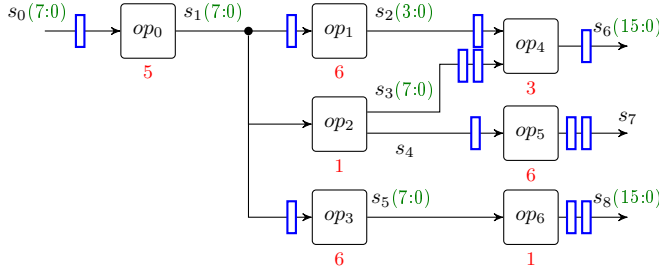 s₀(7:0) op₀ s₁(7:0) op₁ s₂(3:0) op₄ s₆(15:0)
5 6 3
s₃(7:0)
op₂ op₅ s₇
s₄
1 6
op₃ s₅(7:0) op₆ s₈(15:0)
6 1